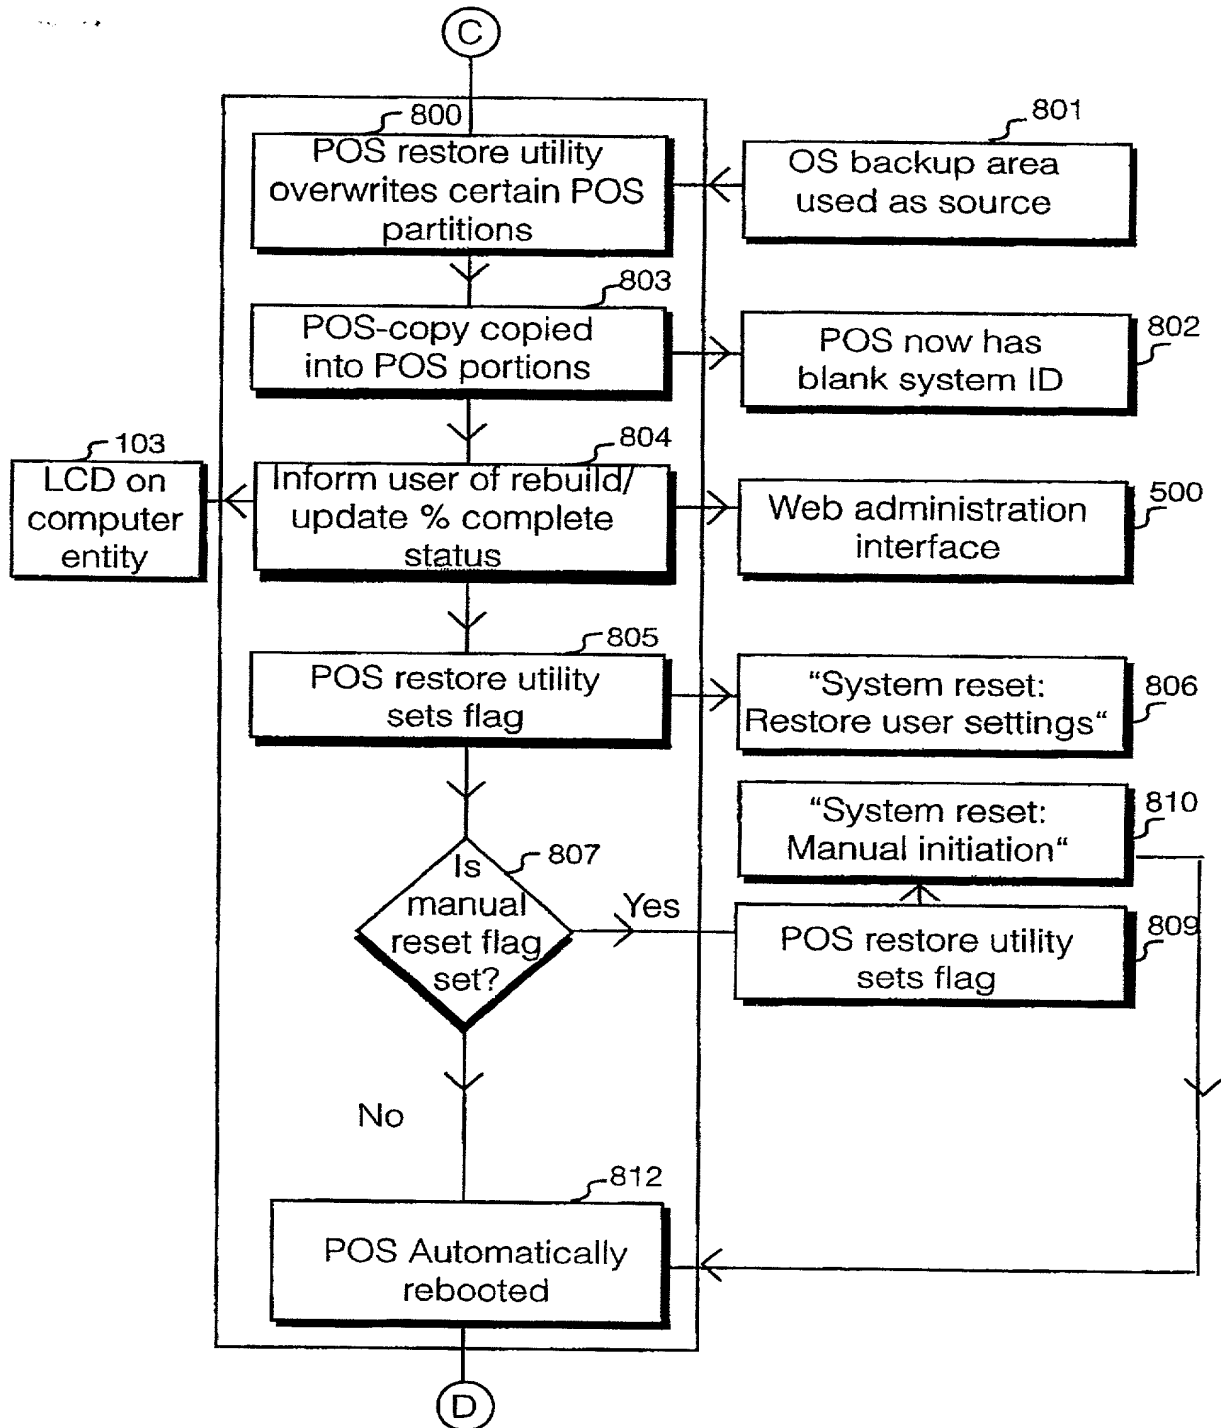 C
800
POS restore utility
overwrites certain POS
partitions
801
OS backup area
used as source
803
POS-copy copied
into POS portions
802
POS now has
blank system ID
103
LCD on
computer
entity
804
Inform user of rebuild/
update % complete
status
500
Web administration
interface
805
POS restore utility
sets flag
806
“System reset:
Restore user settings“
810
“System reset:
Manual initiation“
807
Is
manual
reset flag
set?
Yes
809
POS restore utility
sets flag
No
812
POS Automatically
rebooted
D